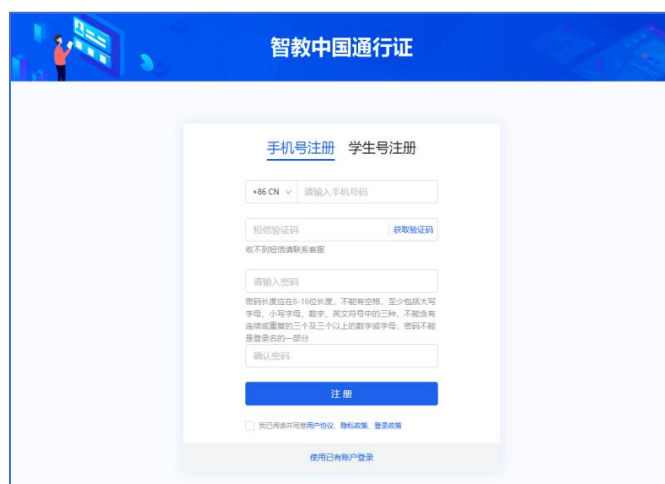 智教中国通行证
手机号注册 学生号注册
+86 CN 请输入手机号码
短信验证码 获取验证码
收不到短信请联系客服
请输入密码
密码长度应在8-16位长度，不能有空格，至少包括大写
字母、小写字母、数字、英文符号中的三种，不能含有
连续或重复的三个及三个以上的数字或字母，密码不能
是登录名的一部分
确认密码
注 册
我已阅读并同意用户协议、隐私政策、登录政策
使用已有账户登录